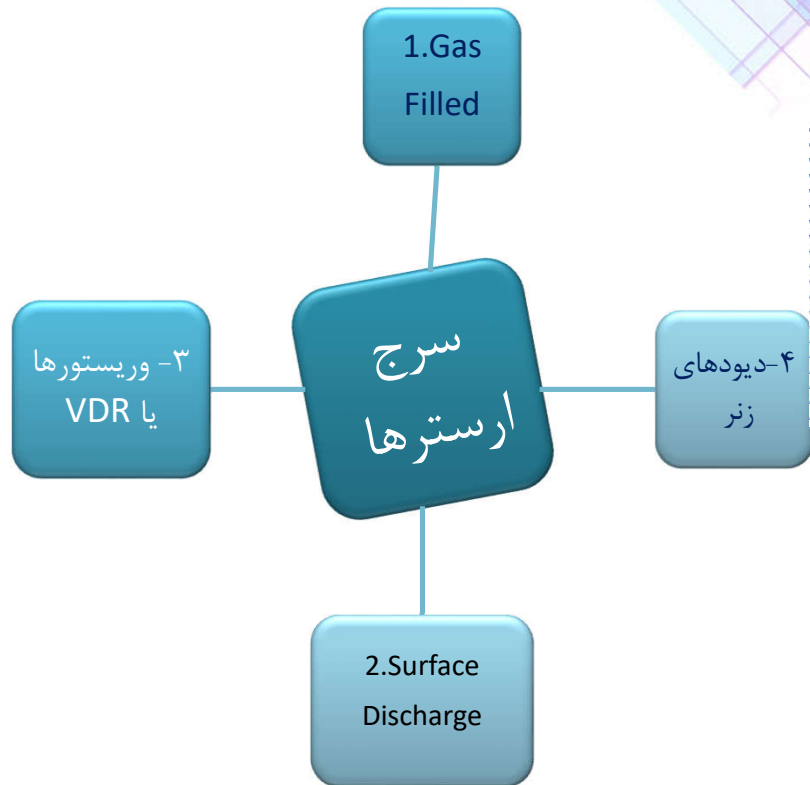 1.Gas
Filled
سرج
ارسترها
۳- وریستورها
یا VDR
۴-دیودهای
زنر
2.Surface
Discharge